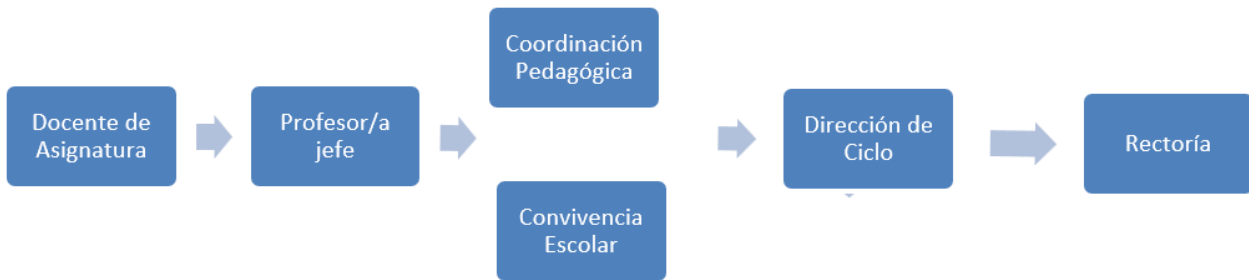 Docente de
Asignatura
Profesor/a
jefe
Coordinación
Pedagógica
Convivencia
Escolar
Dirección de
Ciclo
Rectoría